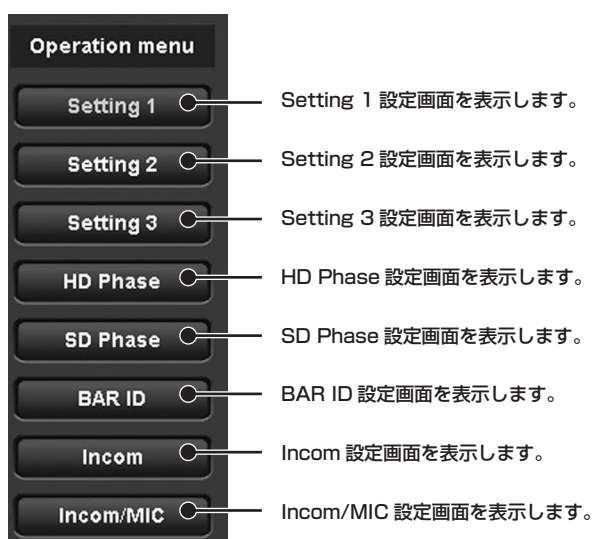 Operation menu
Setting 1 Setting 1 設定画面を表示します。
Setting 2 Setting 2 設定画面を表示します。
Setting 3 Setting 3 設定画面を表示します。
HD Phase HD Phase 設定画面を表示します。
SD Phase SD Phase 設定画面を表示します。
BAR ID BAR ID 設定画面を表示します。
Incom Incom 設定画面を表示します。
Incom/MIC Incom/MIC 設定画面を表示します。